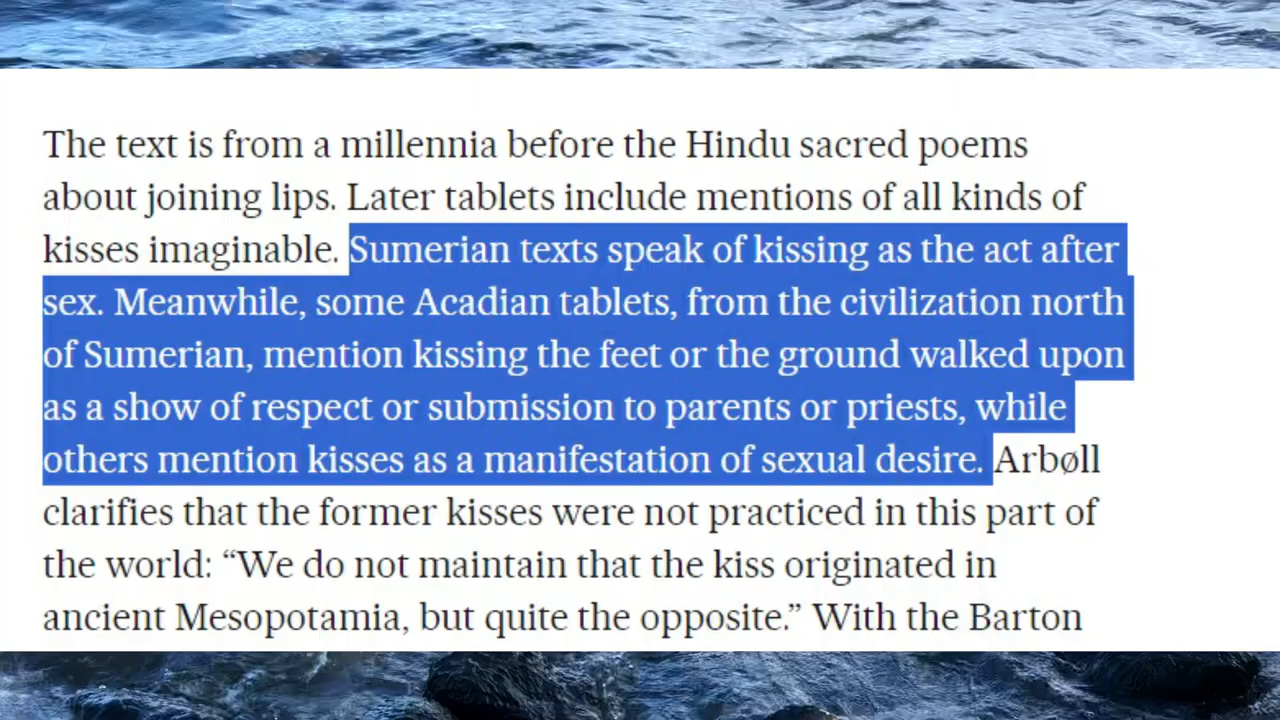 The text is from a millennia before the Hindu sacred poems
about joining lips. Later tablets include mentions of all kinds of
kisses imaginable. Sumerian texts speak of kissing as the act after
sex. Meanwhile, some Acadian tablets, from the civilization north
of Sumerian, mention kissing the feet or the ground walked upon
as a show of respect or submission to parents or priests, while
others mention kisses as a manifestation of sexual desire. Arbøll
clarifies that the former kisses were not practiced in this part of
the world: “We do not maintain that the kiss originated in
ancient Mesopotamia, but quite the opposite.” With the Barton